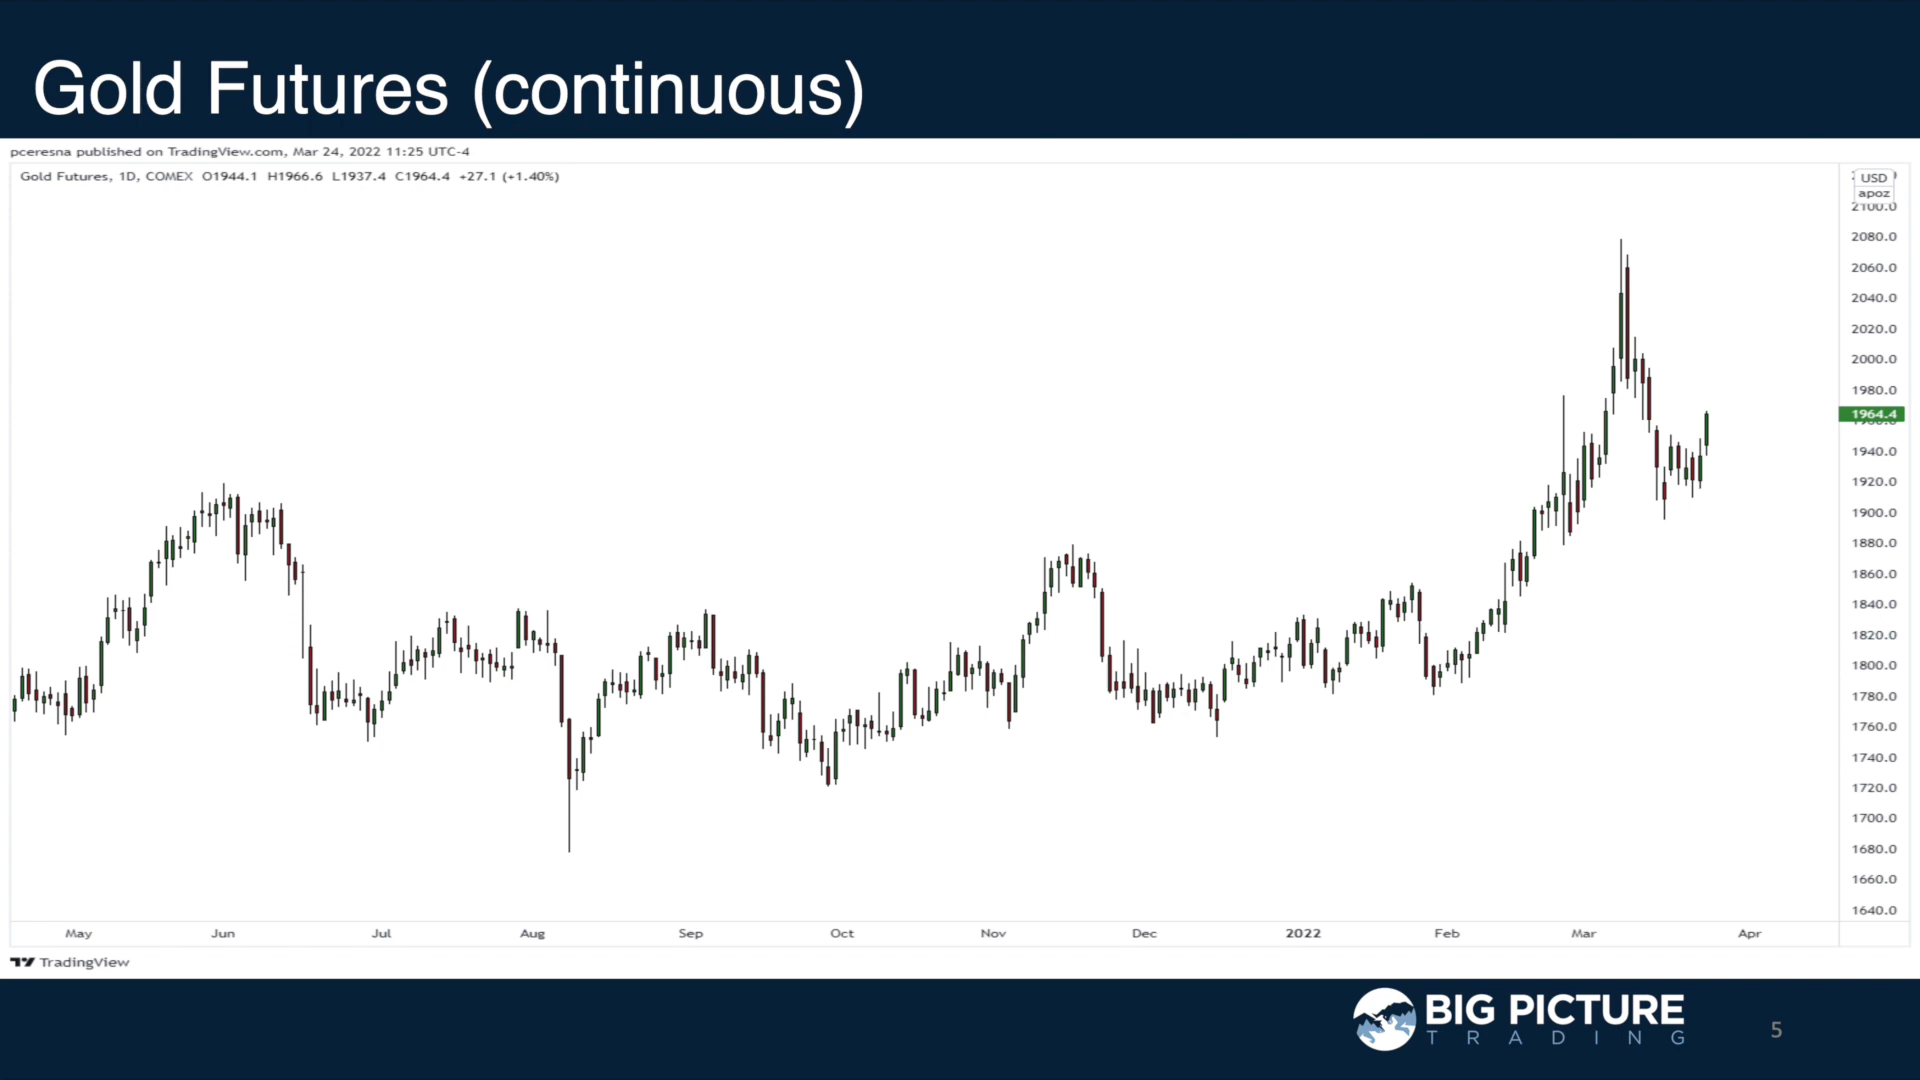 Gold Futures (continuous)
pceresna published on TradingView.com, Mar 24, 2022 11:25 UTC-4
Gold Futures, 1D, COMEX O1944.1 H1966.6 L1937.4 C1964.4 +27.1 (+1.40%)
USD
apoz
2100.0
2080.0
2060.0
2040.0
2020.0
2000.0
1980.0
1964.4
1940.0
1920.0
1900.0
1880.0
1860.0
1840.0
1820.0
1800.0
1780.0
1760.0
1740.0
1720.0
1700.0
1680.0
1660.0
1640.0
May Jun Jul Aug Sep Oct Nov Dec 2022 Feb Mar Apr
TradingView
BIG PICTURE
TRADING
5